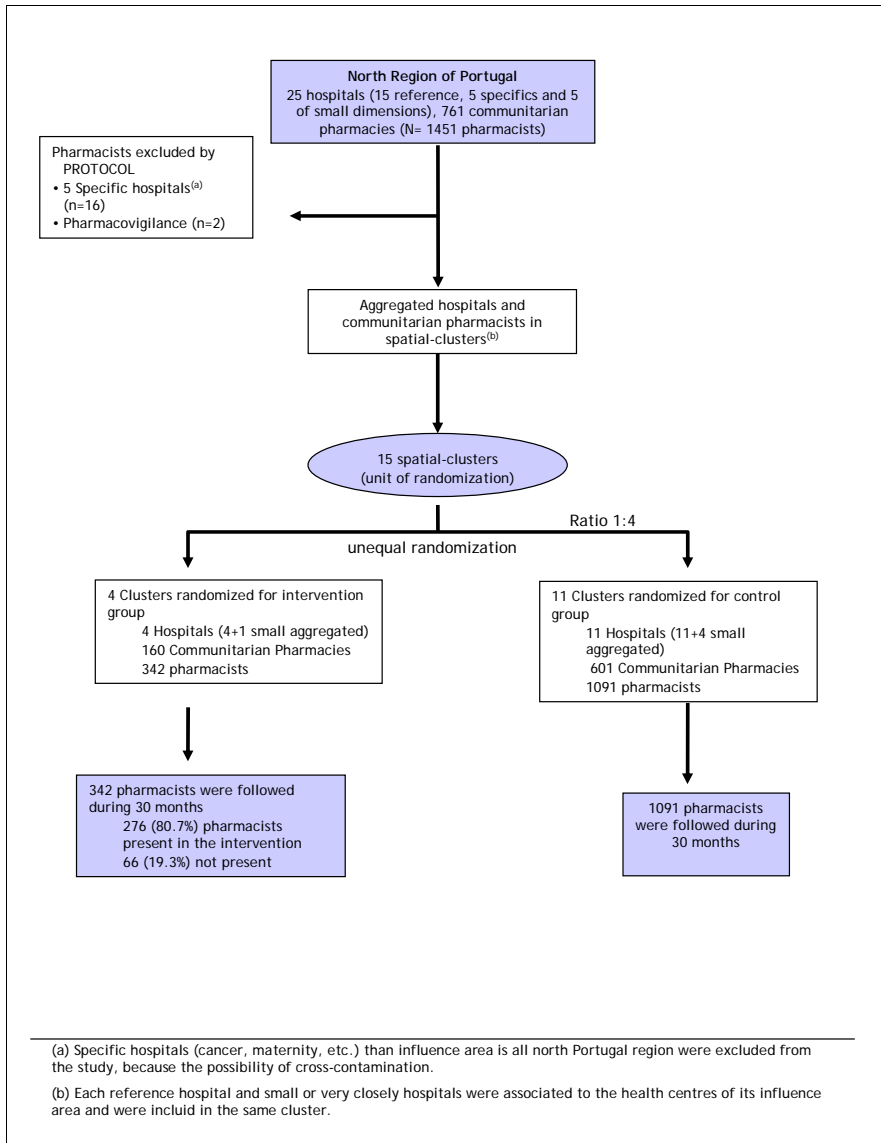 North Region of Portugal
25 hospitals (15 reference, 5 specifics and 5
of small dimensions), 761 communitarian
pharmacies (N= 1451 pharmacists)
Pharmacists excluded by
PROTOCOL
• 5 Specific hospitals(a)
(n=16)
• Pharmacovigilance (n=2)
Aggregated hospitals and
communitarian pharmacists in
spatial-clusters(b)
15 spatial-clusters
(unit of randomization)
Ratio 1:4
unequal randomization
4 Clusters randomized for intervention
group
4 Hospitals (4+1 small aggregated)
160 Communitarian Pharmacies
342 pharmacists
11 Clusters randomized for control
group
11 Hospitals (11+4 small
aggregated)
601 Communitarian Pharmacies
1091 pharmacists
342 pharmacists were followed
during 30 months
276 (80.7%) pharmacists
present in the intervention
66 (19.3%) not present
1091 pharmacists
were followed during
30 months
(a) Specific hospitals (cancer, maternity, etc.) than influence area is all north Portugal region were excluded from
the study, because the possibility of cross-contamination.
(b) Each reference hospital and small or very closely hospitals were associated to the health centres of its influence
area and were incluid in the same cluster.